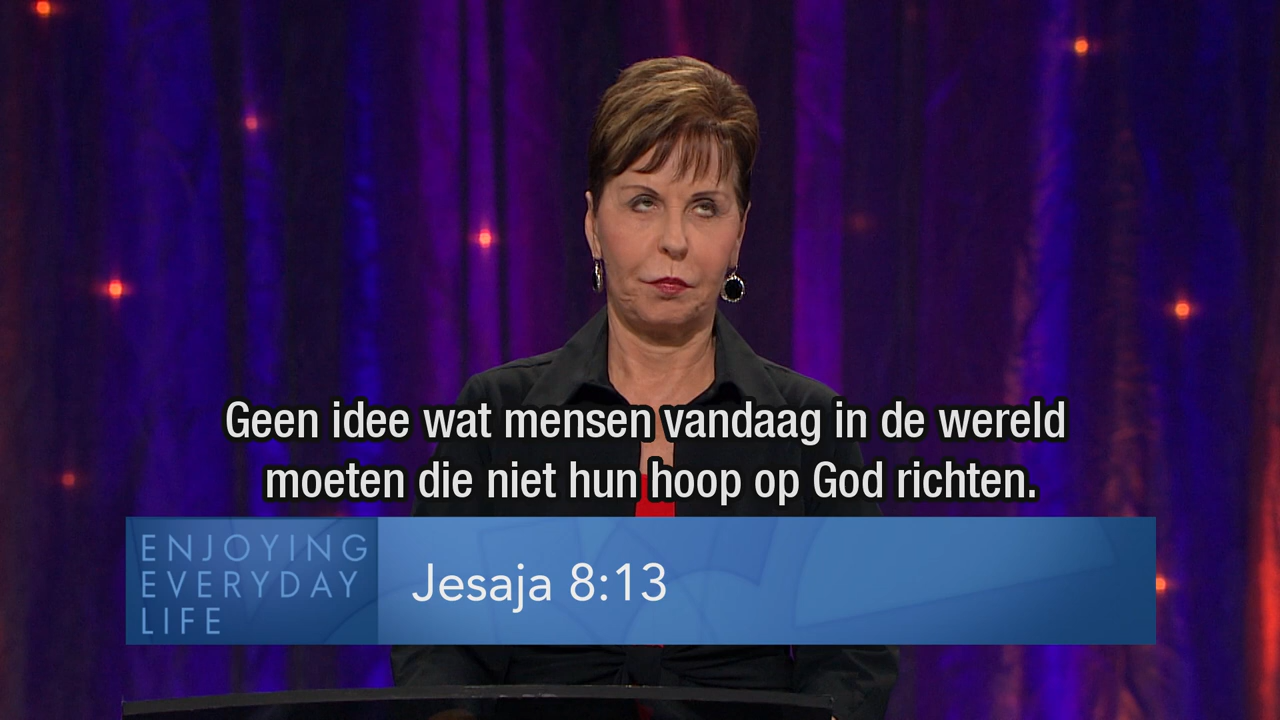 Geen idee wat mensen vandaag in de wereld
moeten die niet hun hoop op God richten.
ENJOYING
EVERYDAY
LIFE
Jesaja 8:13